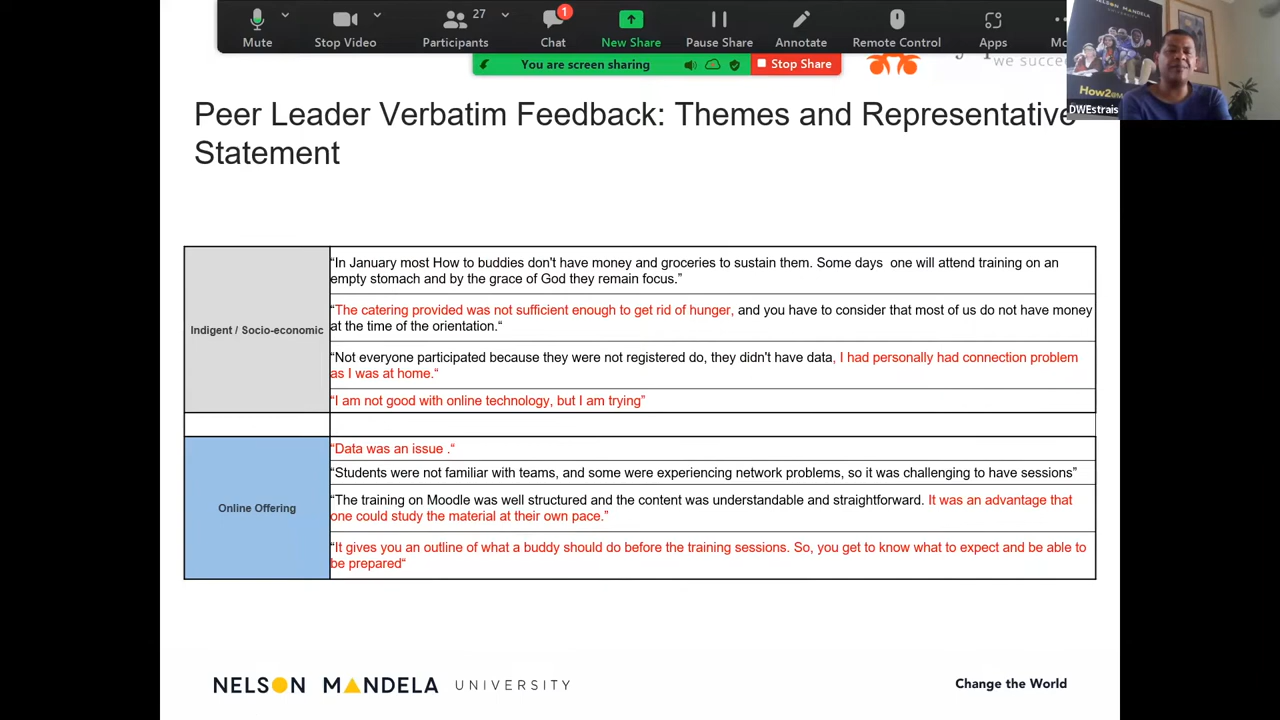 27
1
Mute
Stop Video
Participants
Chat
New Share
Pause Share
Annotate
Remote Control
Apps
You are screen sharing
Stop Share
we succee
NELSON MANDELA
UNIVERSITY
How2@
DWEstrais
Peer Leader Verbatim Feedback: Themes and Representative
Statement
Indigent / Socio-economic
“In January most How to buddies don't have money and groceries to sustain them. Some days one will attend training on an
empty stomach and by the grace of God they remain focus.”
“The catering provided was not sufficient enough to get rid of hunger, and you have to consider that most of us do not have money
at the time of the orientation.“
“Not everyone participated because they were not registered do, they didn't have data, I had personally had connection problem
as I was at home.“
“I am not good with online technology, but I am trying”
Online Offering
“Data was an issue .“
“Students were not familiar with teams, and some were experiencing network problems, so it was challenging to have sessions”
“The training on Moodle was well structured and the content was understandable and straightforward. It was an advantage that
one could study the material at their own pace.”
“It gives you an outline of what a buddy should do before the training sessions. So, you get to know what to expect and be able to
be prepared“
NELSON MANDELA UNIVERSITY
Change the World